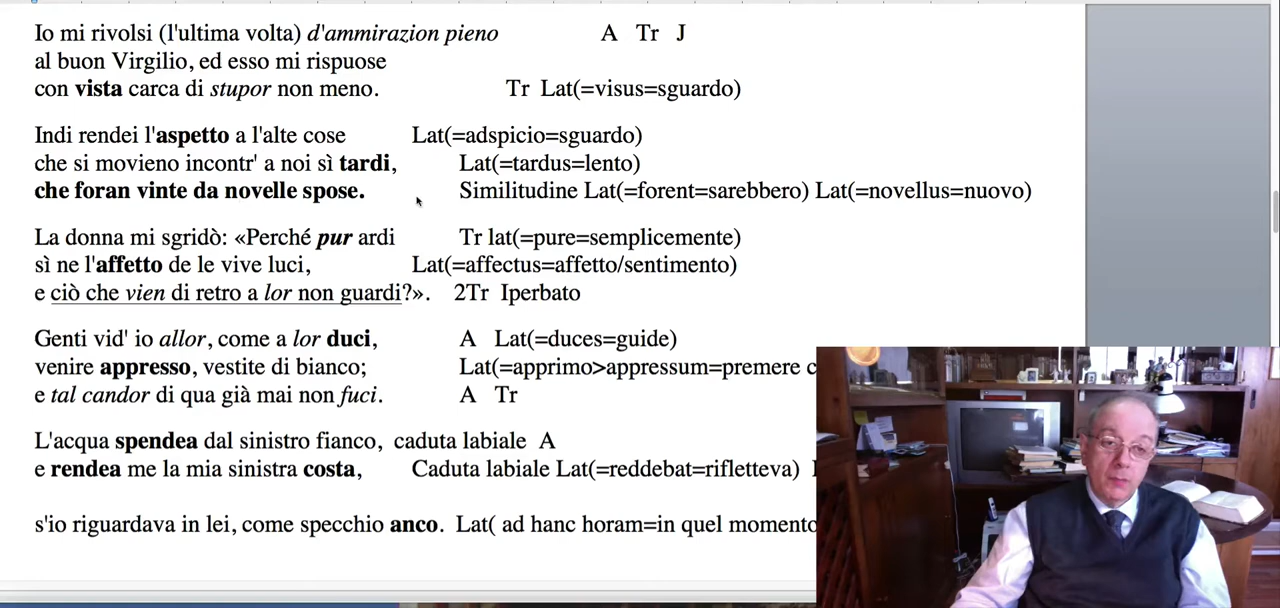 Io mi rivolsi (l'ultima volta) d'ammirazion pieno A Tr J
al buon Virgilio, ed esso mi rispuose
con vista carca di stupor non meno. Tr Lat(=visus=sguardo)
Indi rendei l'aspetto a l'alte cose Lat(=adspicio=sguardo)
che si movieno incontr' a noi sì tardi, Lat(=tardus=lento)
che foran vinte da novelle spose. Similitudine Lat(=forent=sarebbero) Lat(=novellus=nuovo)
La donna mi sgridò: «Perché pur ardi Tr lat(=pure=semplicemente)
sì ne l'affetto de le vive luci, Lat(=affectus=affetto/sentimento)
e ciò che vien di retro a lor non guardi?». 2Tr Iperbato
Genti vid' io allor, come a lor duci, A Lat(=duces=guide)
venire appresso, vestite di bianco; Lat(=apprimo>appressum=premere c
e tal candor di qua già mai non fuci. A Tr
L'acqua spendea dal sinistro fianco, caduta labiale A
e rendea me la mia sinistra costa, Caduta labiale Lat(=reddebat=rifletteva)
s'io riguardava in lei, come specchio anco. Lat( ad hanc horam=in quel momento